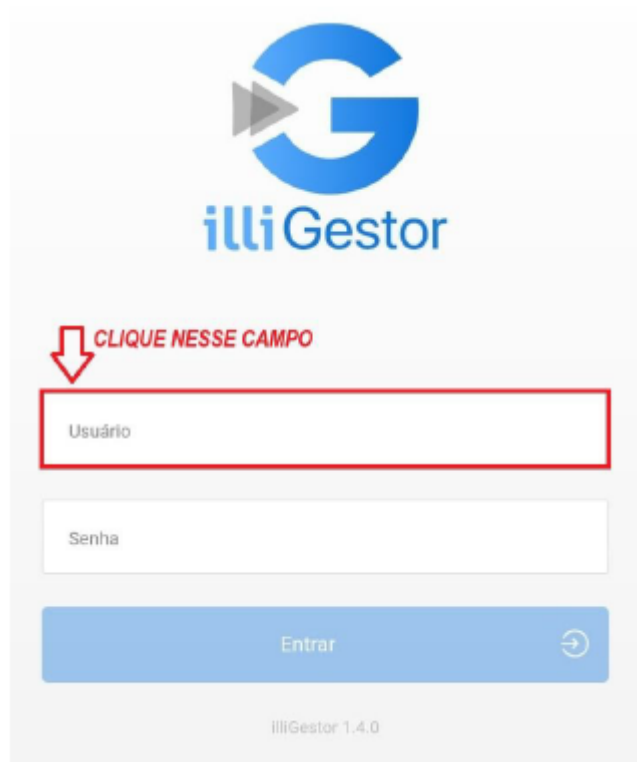 illiGestor
CLIQUE NESSE CAMPO
Usuário
Senha
Entrar
illiGestor 1.4.0